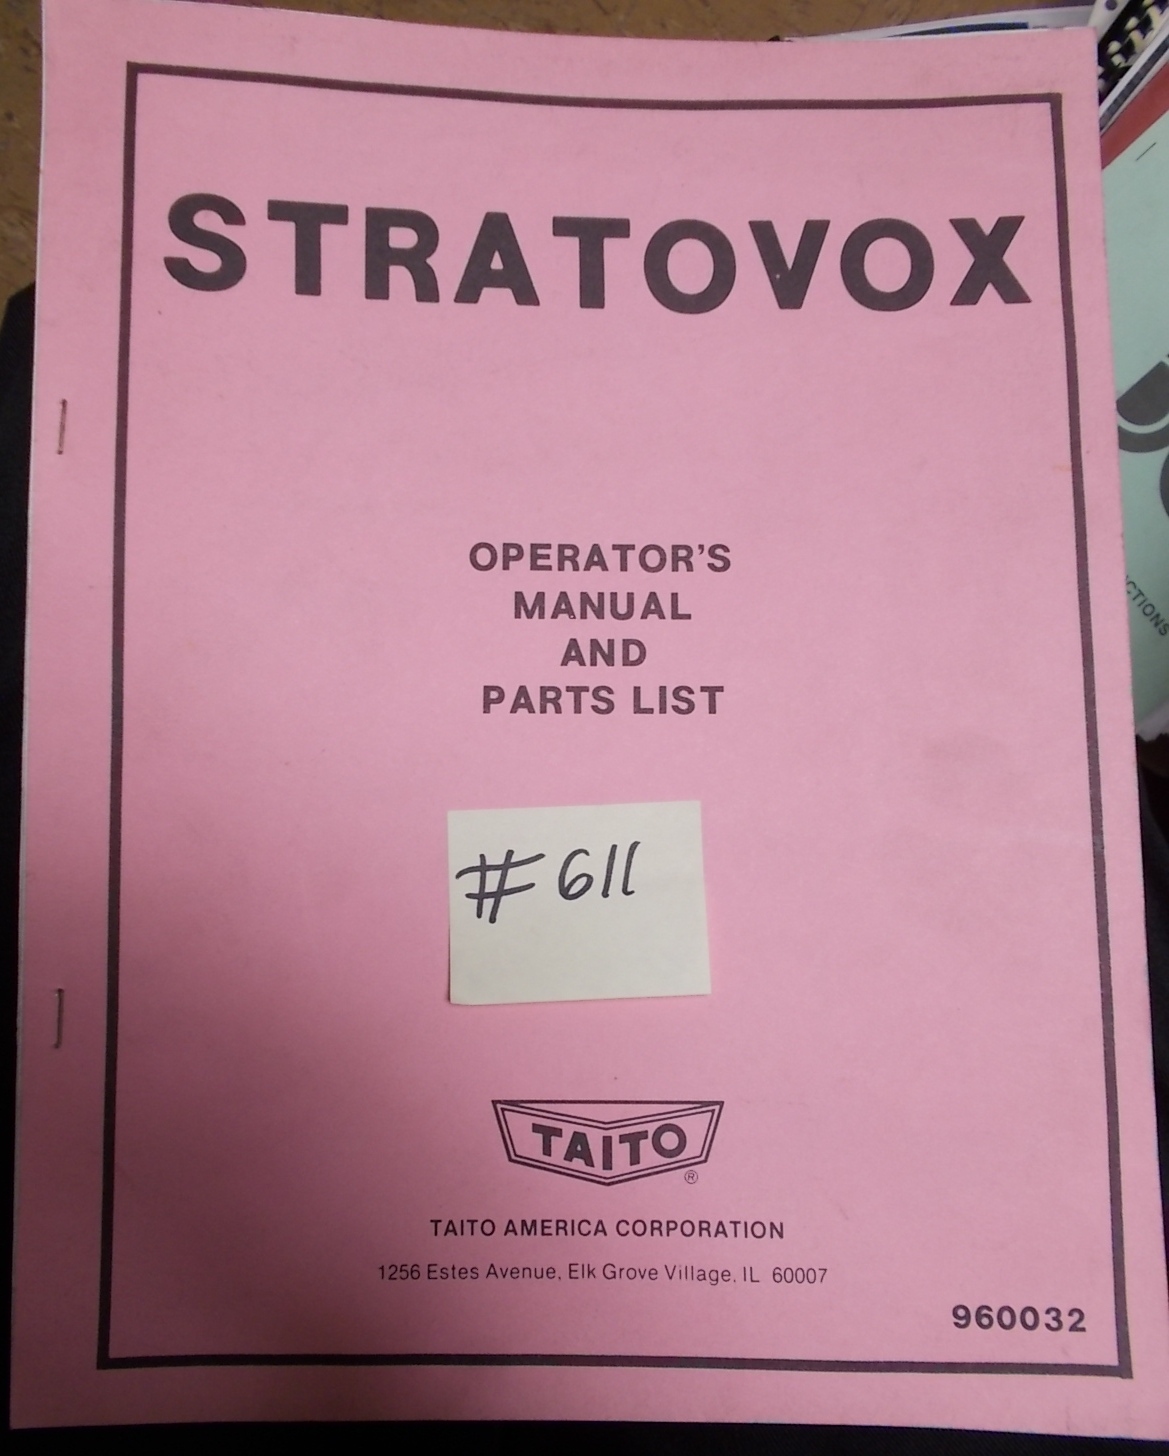 STRATOVOX
OPERATOR'S
MANUAL
AND
PARTS LIST
#611
TAITO
®
TAITO AMERICA CORPORATION
1256 Estes Avenue, Elk Grove Village, IL 60007
960032